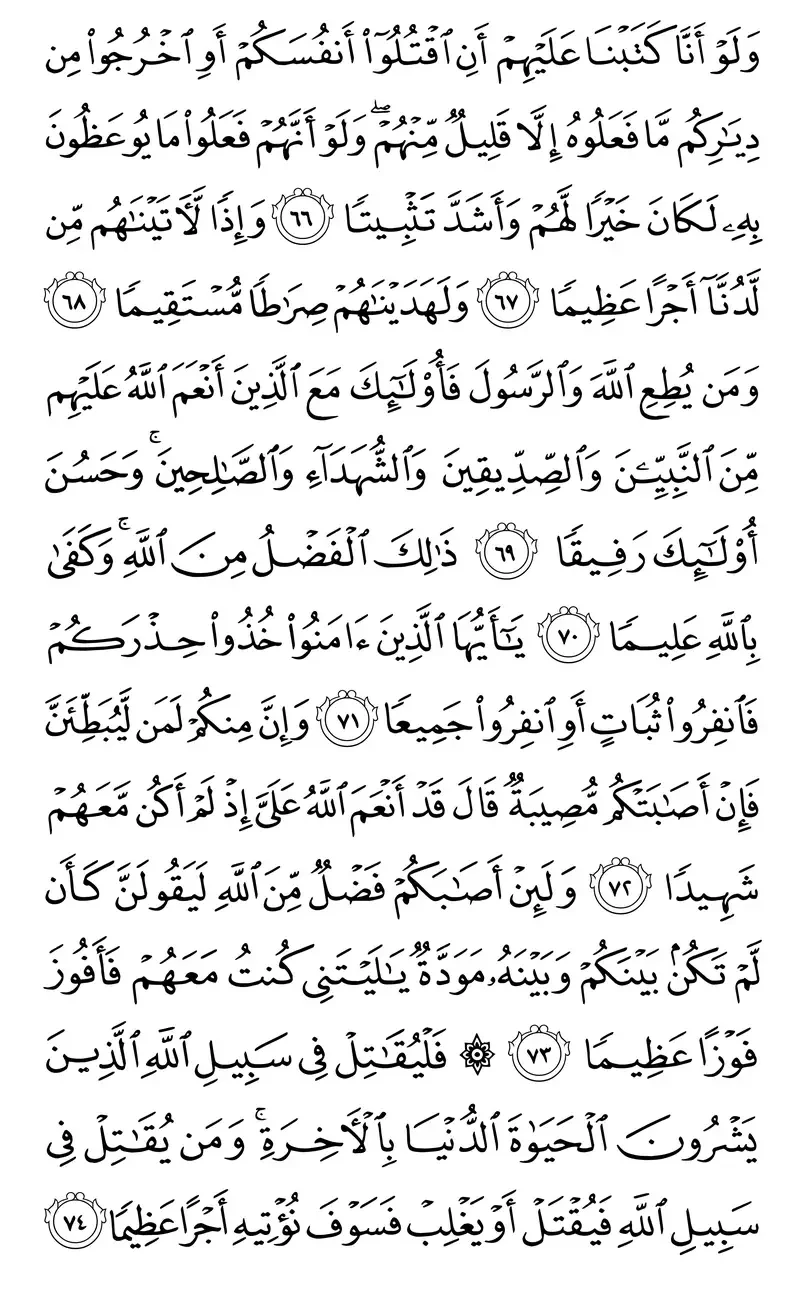 وَلَوۡ أَنَّا كَتَبۡنَا عَلَيۡهِمۡ أَنِ ٱقۡتُلُوٓاْ أَنفُسَكُمۡ أَوِ ٱخۡرُجُواْ مِن
دِيَٰرِكُم مَّا فَعَلُوهُ إِلَّا قَلِيلٞ مِّنۡهُمۡۖ وَلَوۡ أَنَّهُمۡ فَعَلُواْ مَا يُوعَظُونَ
بِهِۦ لَكَانَ خَيۡرٗا لَّهُمۡ وَأَشَدَّ تَثۡبِيتٗا ٦٦ وَإِذٗا لَّأٓتَيۡنَٰهُم مِّن
لَّدُنَّآ أَجۡرًا عَظِيمٗا ٦٧ وَلَهَدَيۡنَٰهُمۡ صِرَٰطٗا مُّسۡتَقِيمٗا ٦٨
وَمَن يُطِعِ ٱللَّهَ وَٱلرَّسُولَ فَأُوْلَٰٓئِكَ مَعَ ٱلَّذِينَ أَنۡعَمَ ٱللَّهُ عَلَيۡهِم
مِّنَ ٱلنَّبِيِّـۧنَ وَٱلصِّدِّيقِينَ وَٱلشُّهَدَآءِ وَٱلصَّٰلِحِينَۚ وَحَسُنَ
أُوْلَٰٓئِكَ رَفِيقٗا ٦٩ ذَٰلِكَ ٱلۡفَضۡلُ مِنَ ٱللَّهِۚ وَكَفَىٰ
بِٱللَّهِ عَلِيمٗا ٧٠ يَٰٓأَيُّهَا ٱلَّذِينَ ءَامَنُواْ خُذُواْ حِذۡرَكُمۡ
فَٱنفِرُواْ ثُبَاتٍ أَوِ ٱنفِرُواْ جَمِيعٗا ٧١ وَإِنَّ مِنكُمۡ لَمَن لَّيُبَطِّئَنَّ
فَإِنۡ أَصَٰبَتۡكُم مُّصِيبَةٞ قَالَ قَدۡ أَنۡعَمَ ٱللَّهُ عَلَيَّ إِذۡ لَمۡ أَكُن مَّعَهُمۡ
شَهِيدٗا ٧٢ وَلَئِنۡ أَصَٰبَكُمۡ فَضۡلٞ مِّنَ ٱللَّهِ لَيَقُولَنَّ كَأَن
لَّمۡ تَكُنۢ بَيۡنَكُمۡ وَبَيۡنَهُۥ مَوَدَّةٞ يَٰلَيۡتَنِي كُنتُ مَعَهُمۡ فَأَفُوزَ
فَوۡزًا عَظِيمٗا ٧٣ ۞ فَلۡيُقَٰتِلۡ فِي سَبِيلِ ٱللَّهِ ٱلَّذِينَ
يَشۡرُونَ ٱلۡحَيَوٰةَ ٱلدُّنۡيَا بِٱلۡأٓخِرَةِۚ وَمَن يُقَٰتِلۡ فِي
سَبِيلِ ٱللَّهِ فَيُقۡتَلۡ أَوۡ يَغۡلِبۡ فَسَوۡفَ نُؤۡتِيهِ أَجۡرًا عَظِيمٗا ٧٤